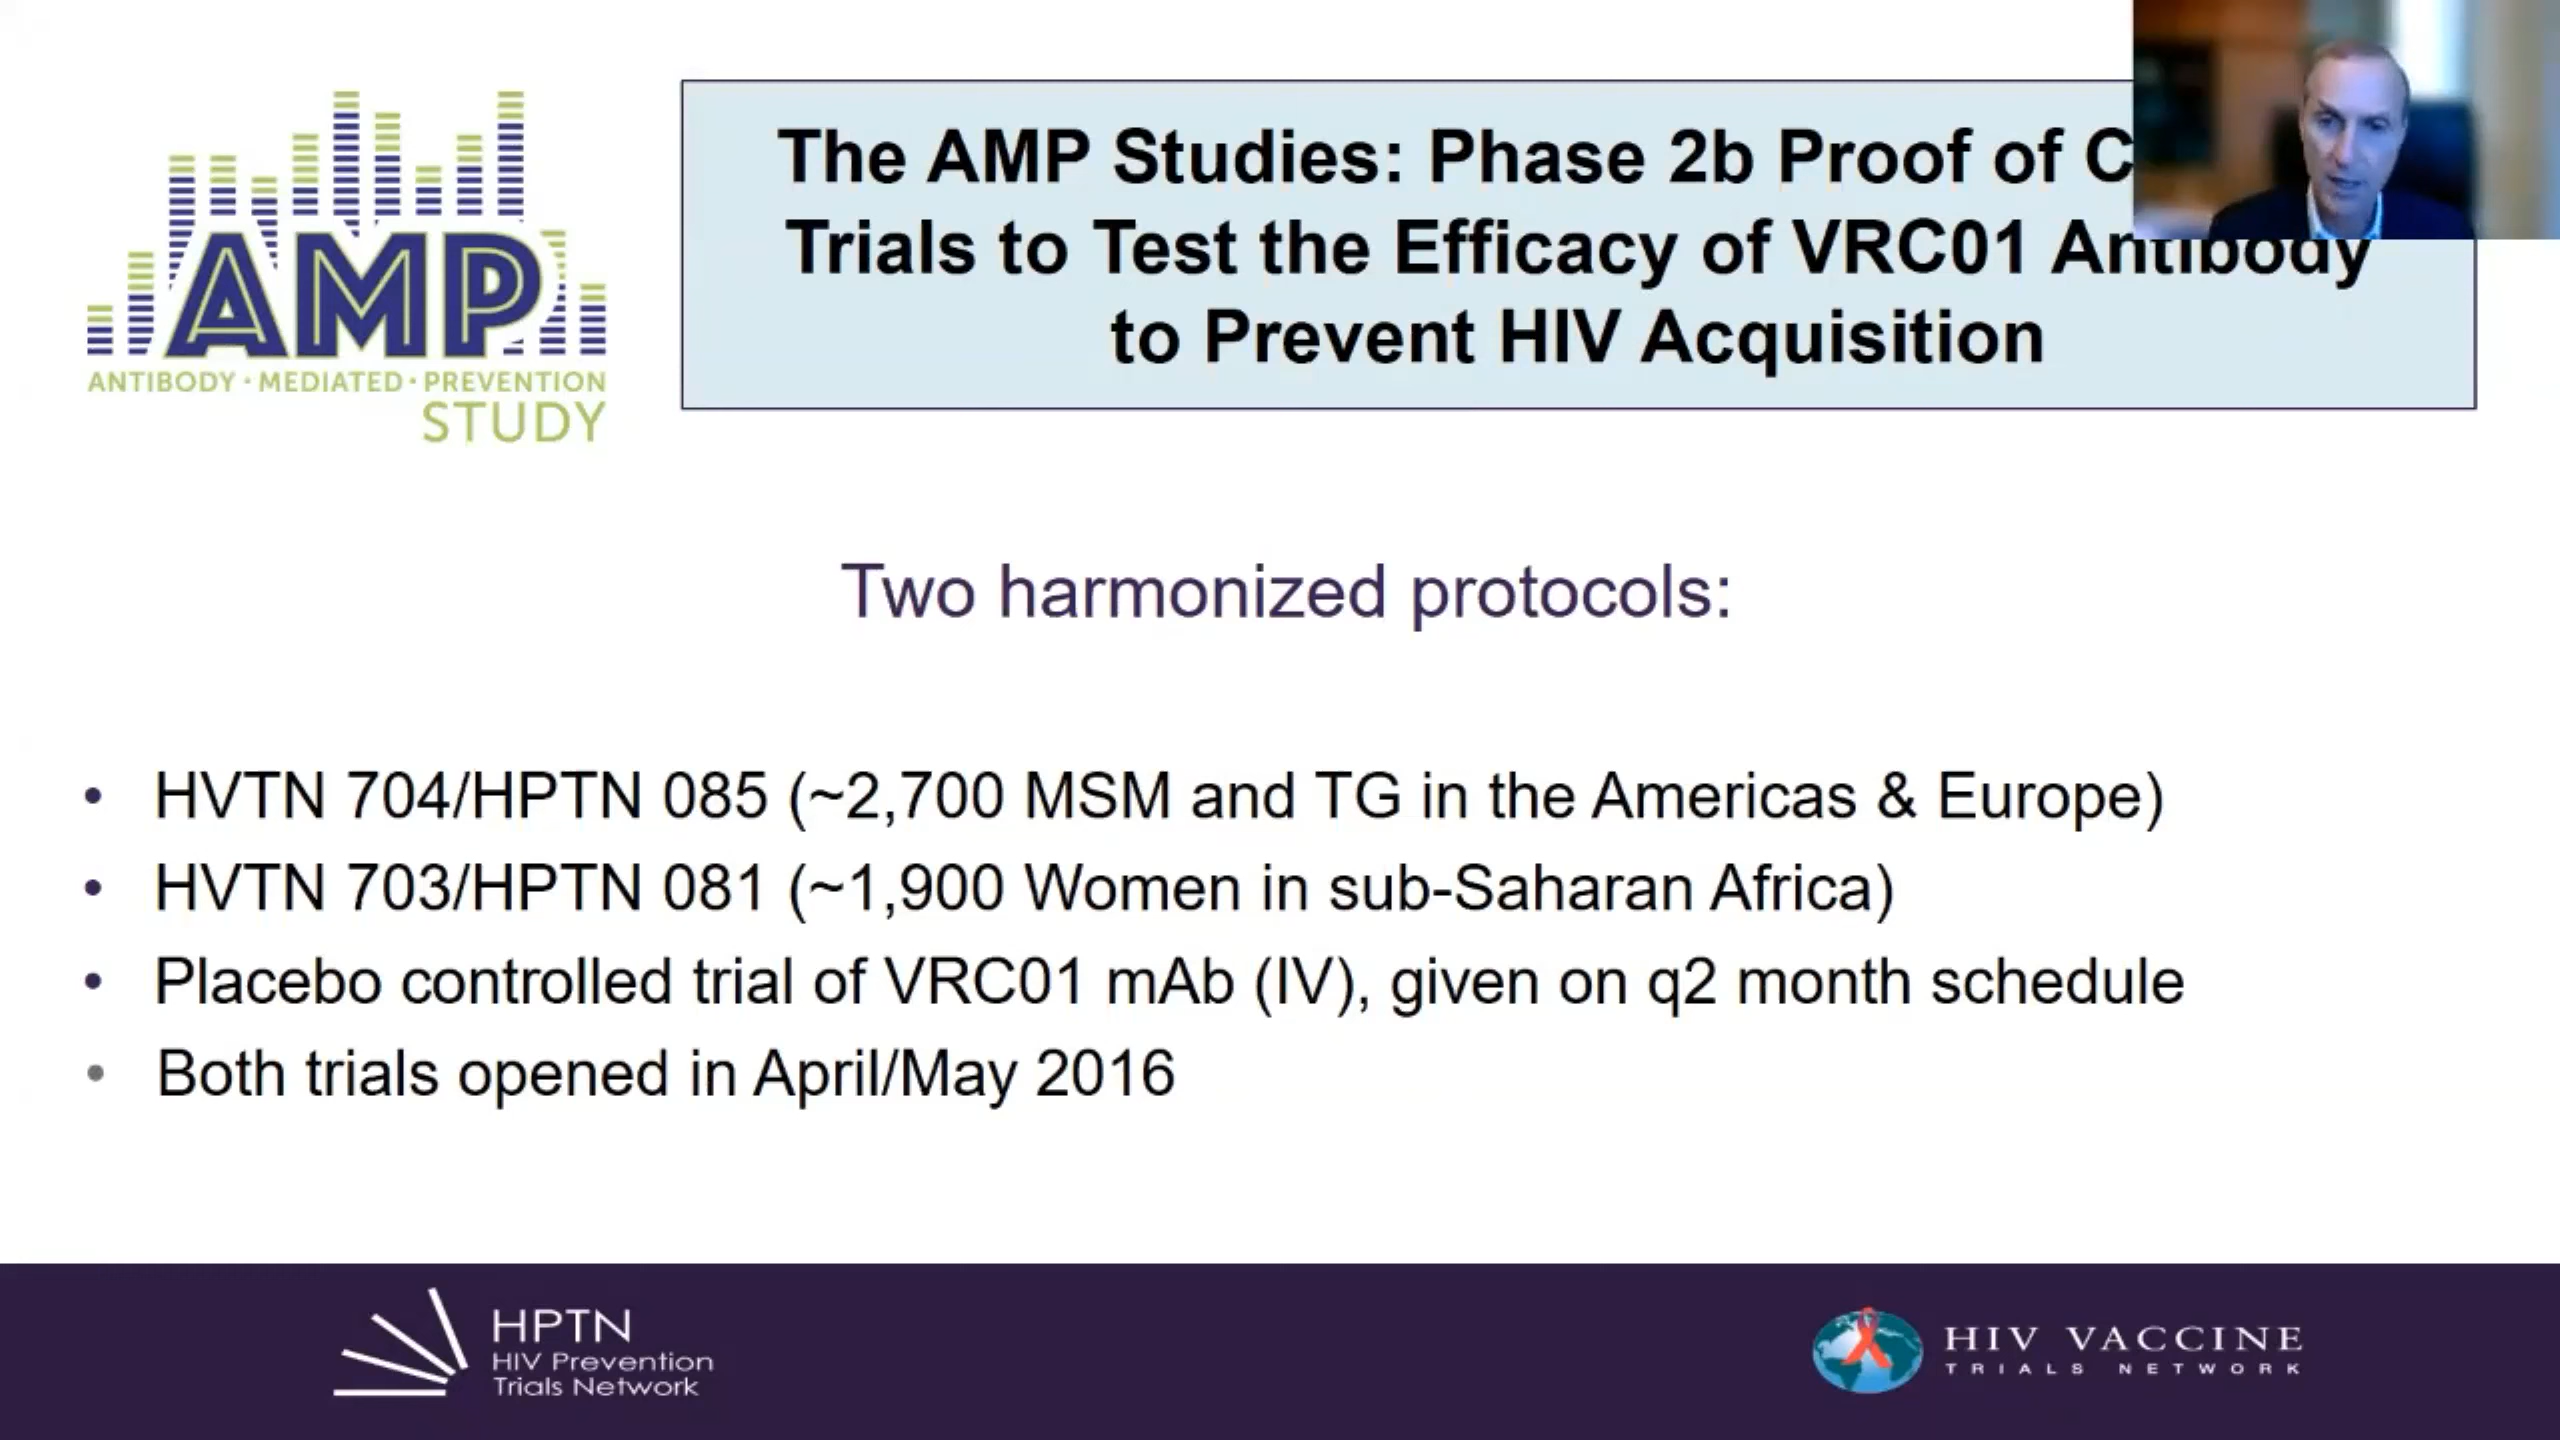 The AMP Studies: Phase 2b Proof of
Trials to Test the Efficacy of VRC01 Antibody
to Prevent HIV Acquisition
AMP
ANTIBODY · MEDIATED · PREVENTION
STUDY
Two harmonized protocols:
• HVTN 704/HPTN 085 (~2,700 MSM and TG in the Americas & Europe)
• HVTN 703/HPTN 081 (~1,900 Women in sub-Saharan Africa)
• Placebo controlled trial of VRC01 mAb (IV), given on q2 month schedule
• Both trials opened in April/May 2016
HPTN
HIV Prevention
Trials Network
HIV VACCINE
TRIALS NETWORK